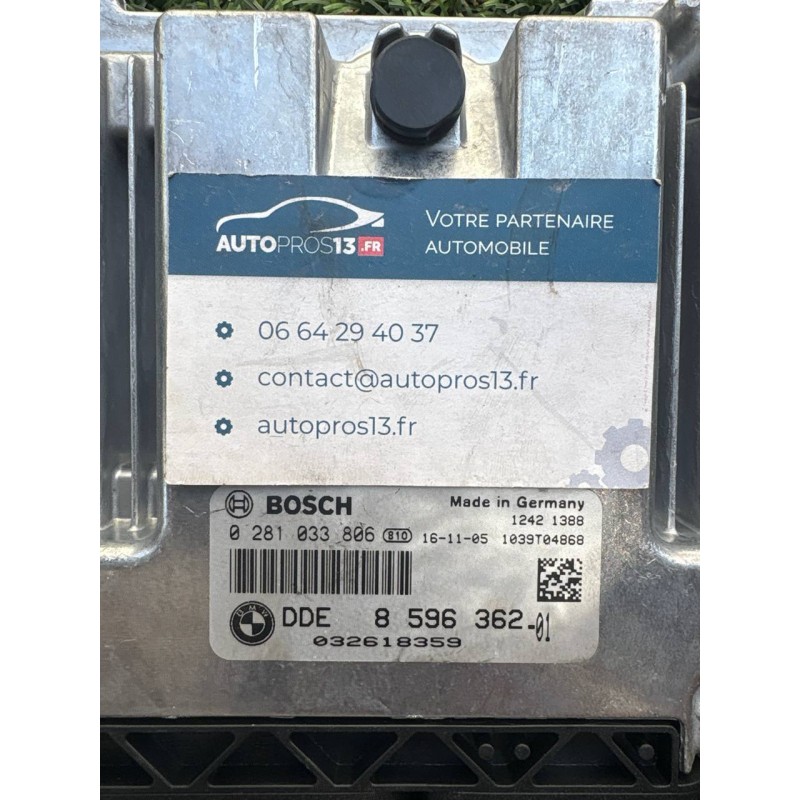 AUTOPROS13.FR
VOTRE PARTENAIRE
AUTOMOBILE
06 64 29 40 37
contact@autopros13.fr
autopros13.fr
BOSCH
Made in Germany
1242 1388
0 281 033 806 810 16-11-05 1039T04868
BMW
DDE 8 596 362-01
032618359